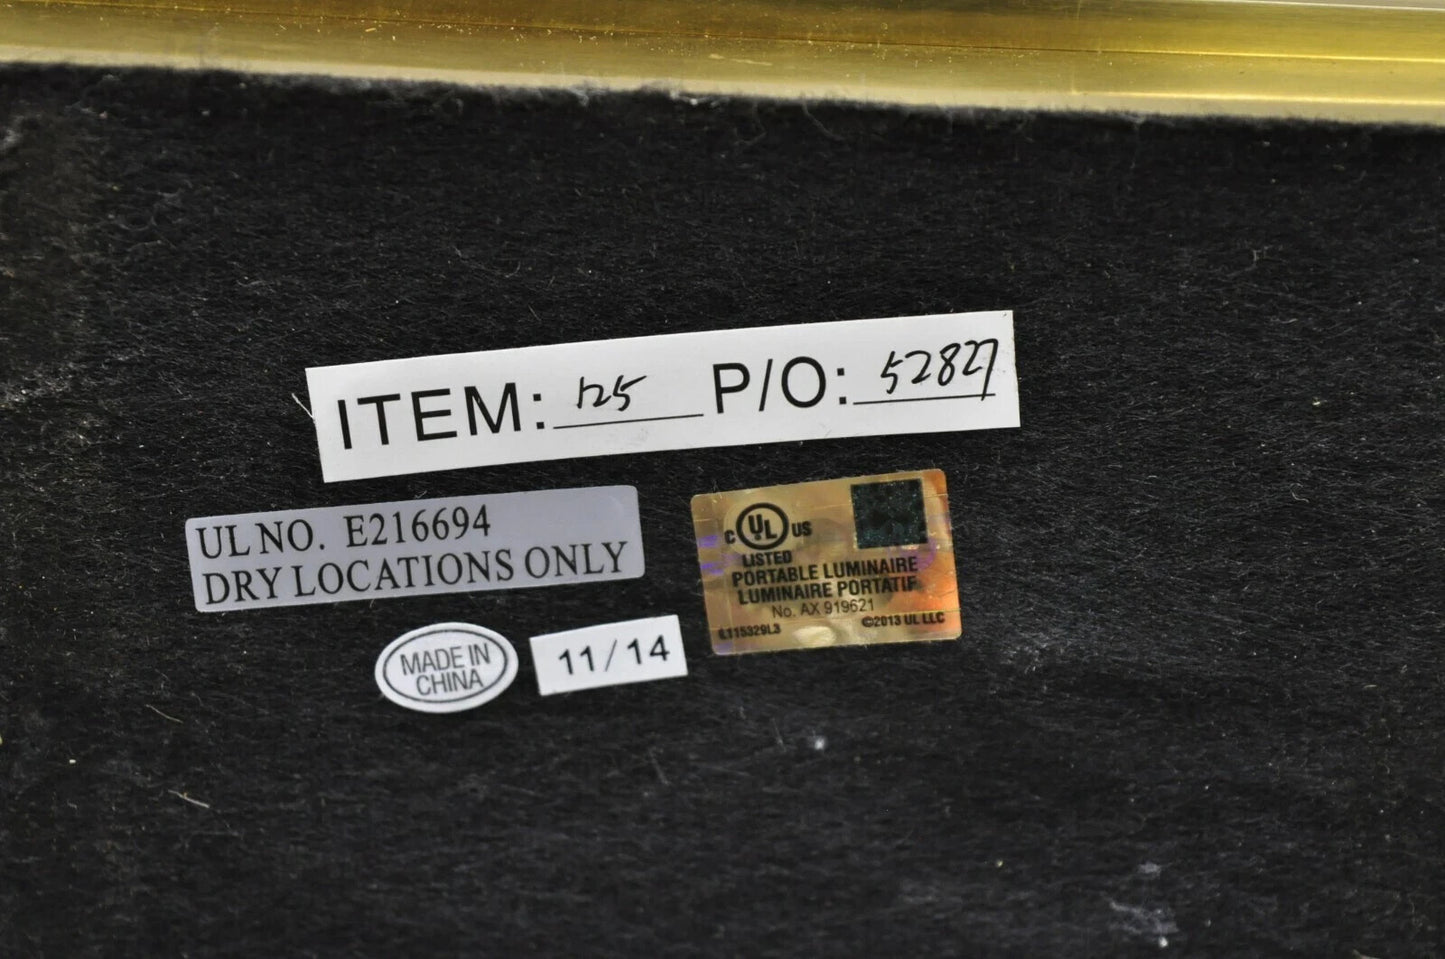 ITEM: 125 P/O: 52827
UL NO. E216694
DRY LOCATIONS ONLY
C UL US
LISTED
PORTABLE LUMINAIRE
LUMINAIRE PORTATIF
No. AX 919621
IL115329L3 ©2013 UL LLC
MADE IN
CHINA
11/14